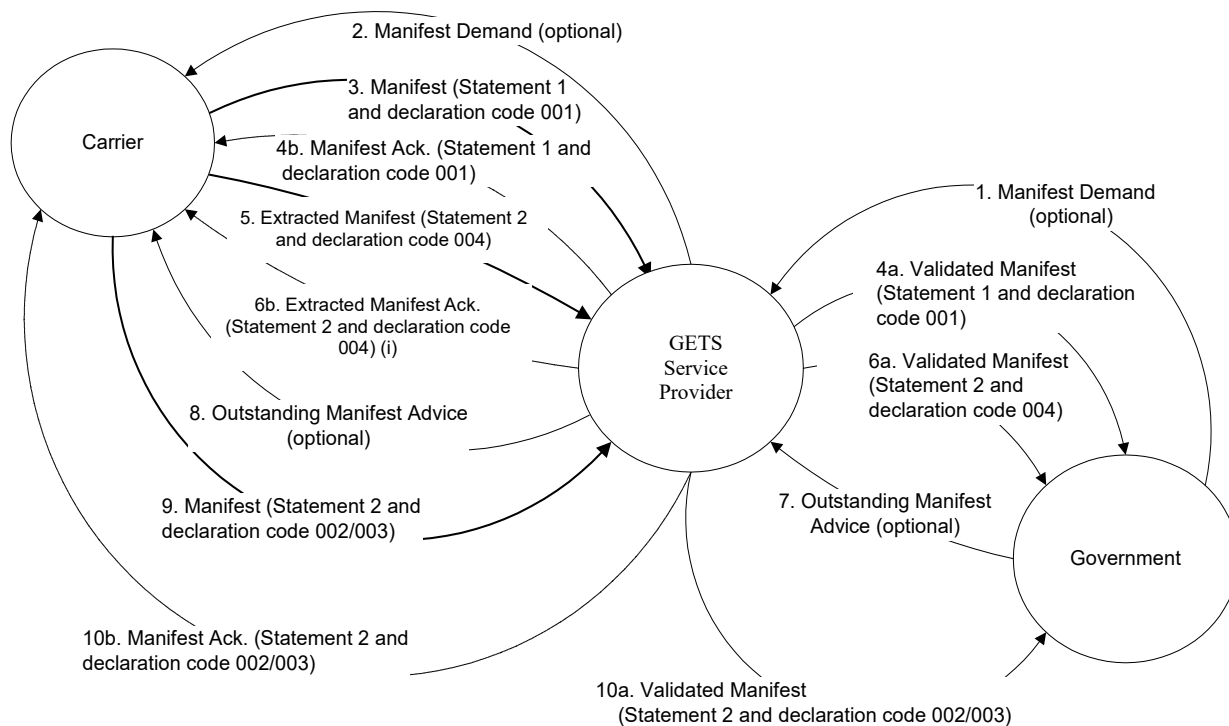 2. Manifest Demand (optional)
3. Manifest (Statement 1
and declaration code 001)
Carrier
4b. Manifest Ack. (Statement 1 and
declaration code 001)
5. Extracted Manifest (Statement 2
and declaration code 004)
6b. Extracted Manifest Ack.
(Statement 2 and declaration code
004) (i)
8. Outstanding Manifest Advice
(optional)
9. Manifest (Statement 2 and
declaration code 002/003)
10b. Manifest Ack. (Statement 2 and
declaration code 002/003)
GETS
Service
Provider
1. Manifest Demand
(optional)
4a. Validated Manifest
(Statement 1 and declaration
code 001)
6a. Validated Manifest
(Statement 2 and
declaration code 004)
7. Outstanding Manifest
Advice (optional)
Government
10a. Validated Manifest
(Statement 2 and declaration code 002/003)